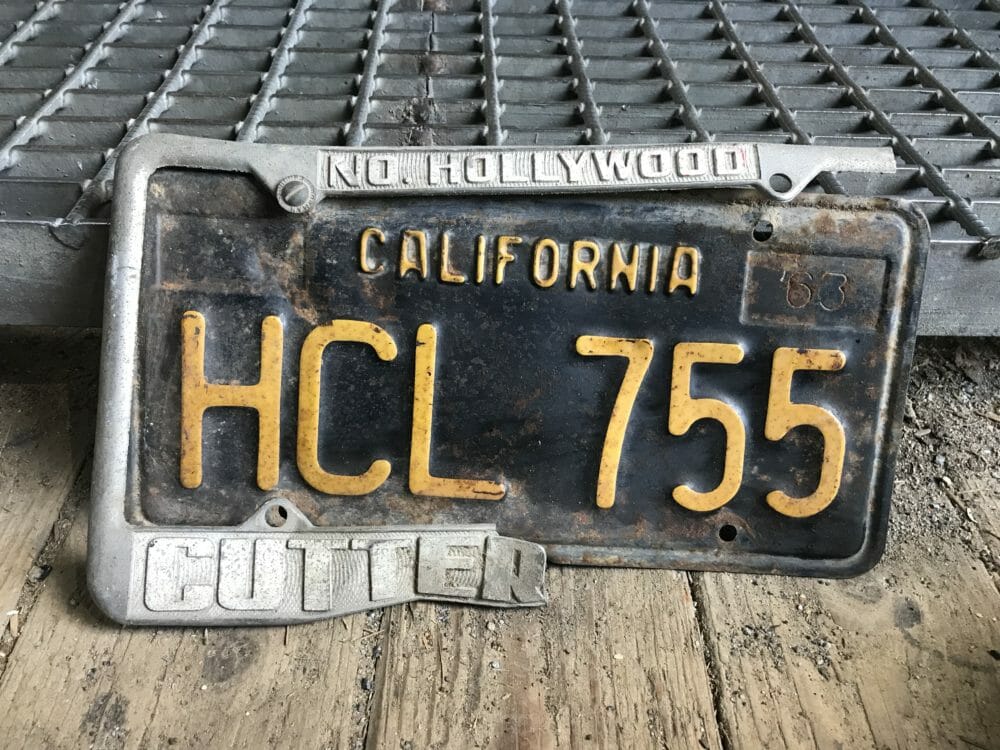 NO. HOLLYWOOD
CALIFORNIA
'63
HCL 755
CUTTER